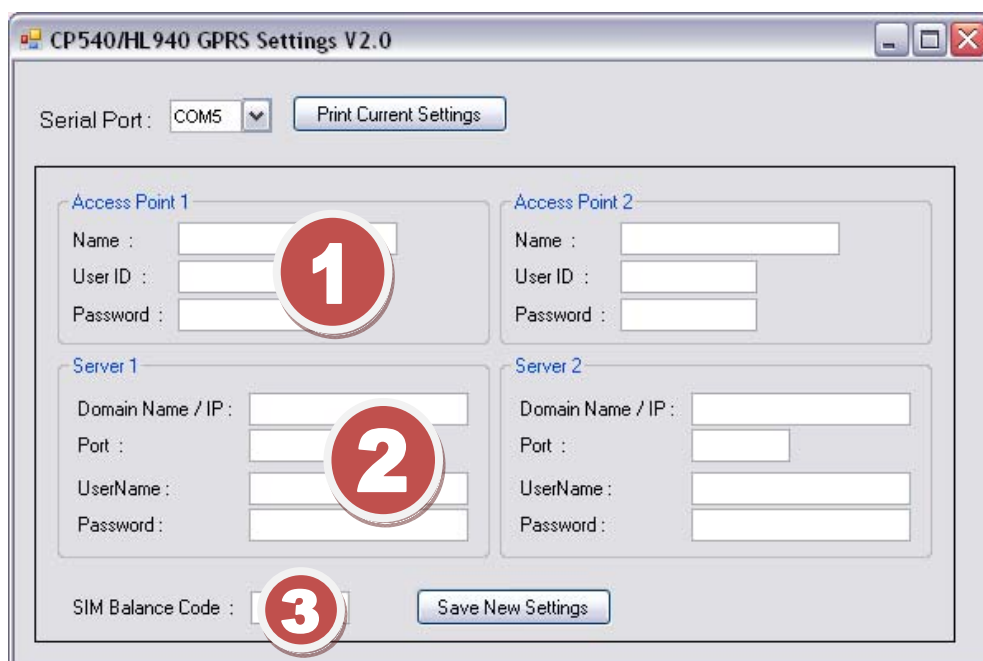 CP540/HL940 GPRS Settings V2.0
Serial Port : COM5 Print Current Settings
Access Point 1
Name :
User ID :
Password :
1
Access Point 2
Name :
User ID :
Password :
Server 1
Domain Name / IP :
Port :
UserName :
Password :
2
Server 2
Domain Name / IP :
Port :
UserName :
Password :
SIM Balance Code : 3 Save New Settings